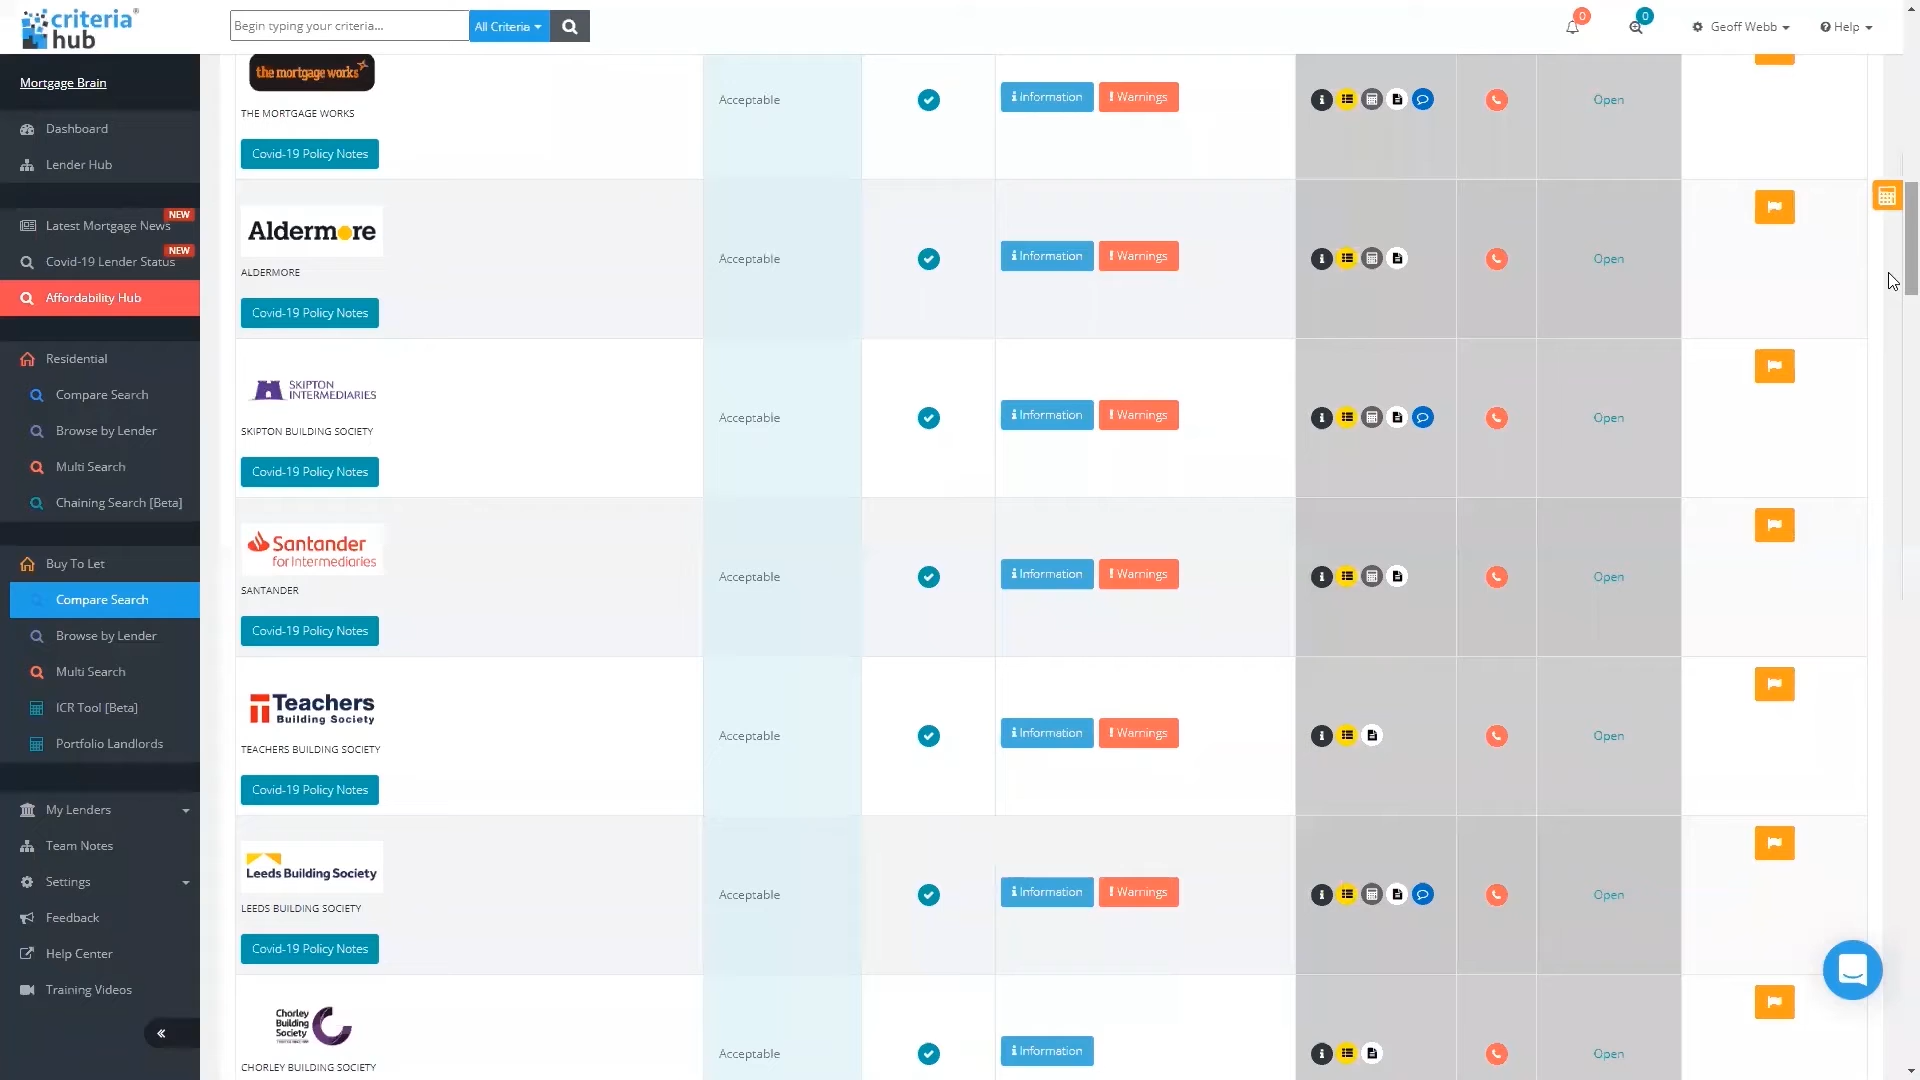 criteria
hub
Begin typing your criteria...
All Criteria
0
0
Geoff Webb
Help
Mortgage Brain
Dashboard
Lender Hub
NEW
Latest Mortgage News
NEW
Covid-19 Lender Status
Affordability Hub
Residential
Compare Search
Browse by Lender
Multi Search
Chaining Search [Beta]
Buy To Let
Compare Search
Browse by Lender
Multi Search
ICR Tool [Beta]
Portfolio Landlords
My Lenders
Team Notes
Settings
Feedback
Help Center
Training Videos
the mortgage works
THE MORTGAGE WORKS
Covid-19 Policy Notes
Acceptable
Information
Warnings
Open
Aldermore
ALDERMORE
Covid-19 Policy Notes
Acceptable
Information
Warnings
Open
SKIPTON
INTERMEDIARIES
SKIPTON BUILDING SOCIETY
Covid-19 Policy Notes
Acceptable
Information
Warnings
Open
Santander
for Intermediaries
SANTANDER
Covid-19 Policy Notes
Acceptable
Information
Warnings
Open
Teachers
Building Society
TEACHERS BUILDING SOCIETY
Covid-19 Policy Notes
Acceptable
Information
Warnings
Open
Leeds Building Society
LEEDS BUILDING SOCIETY
Covid-19 Policy Notes
Acceptable
Information
Warnings
Open
Chorley
Building
Society
CHORLEY BUILDING SOCIETY
Acceptable
Information
Open